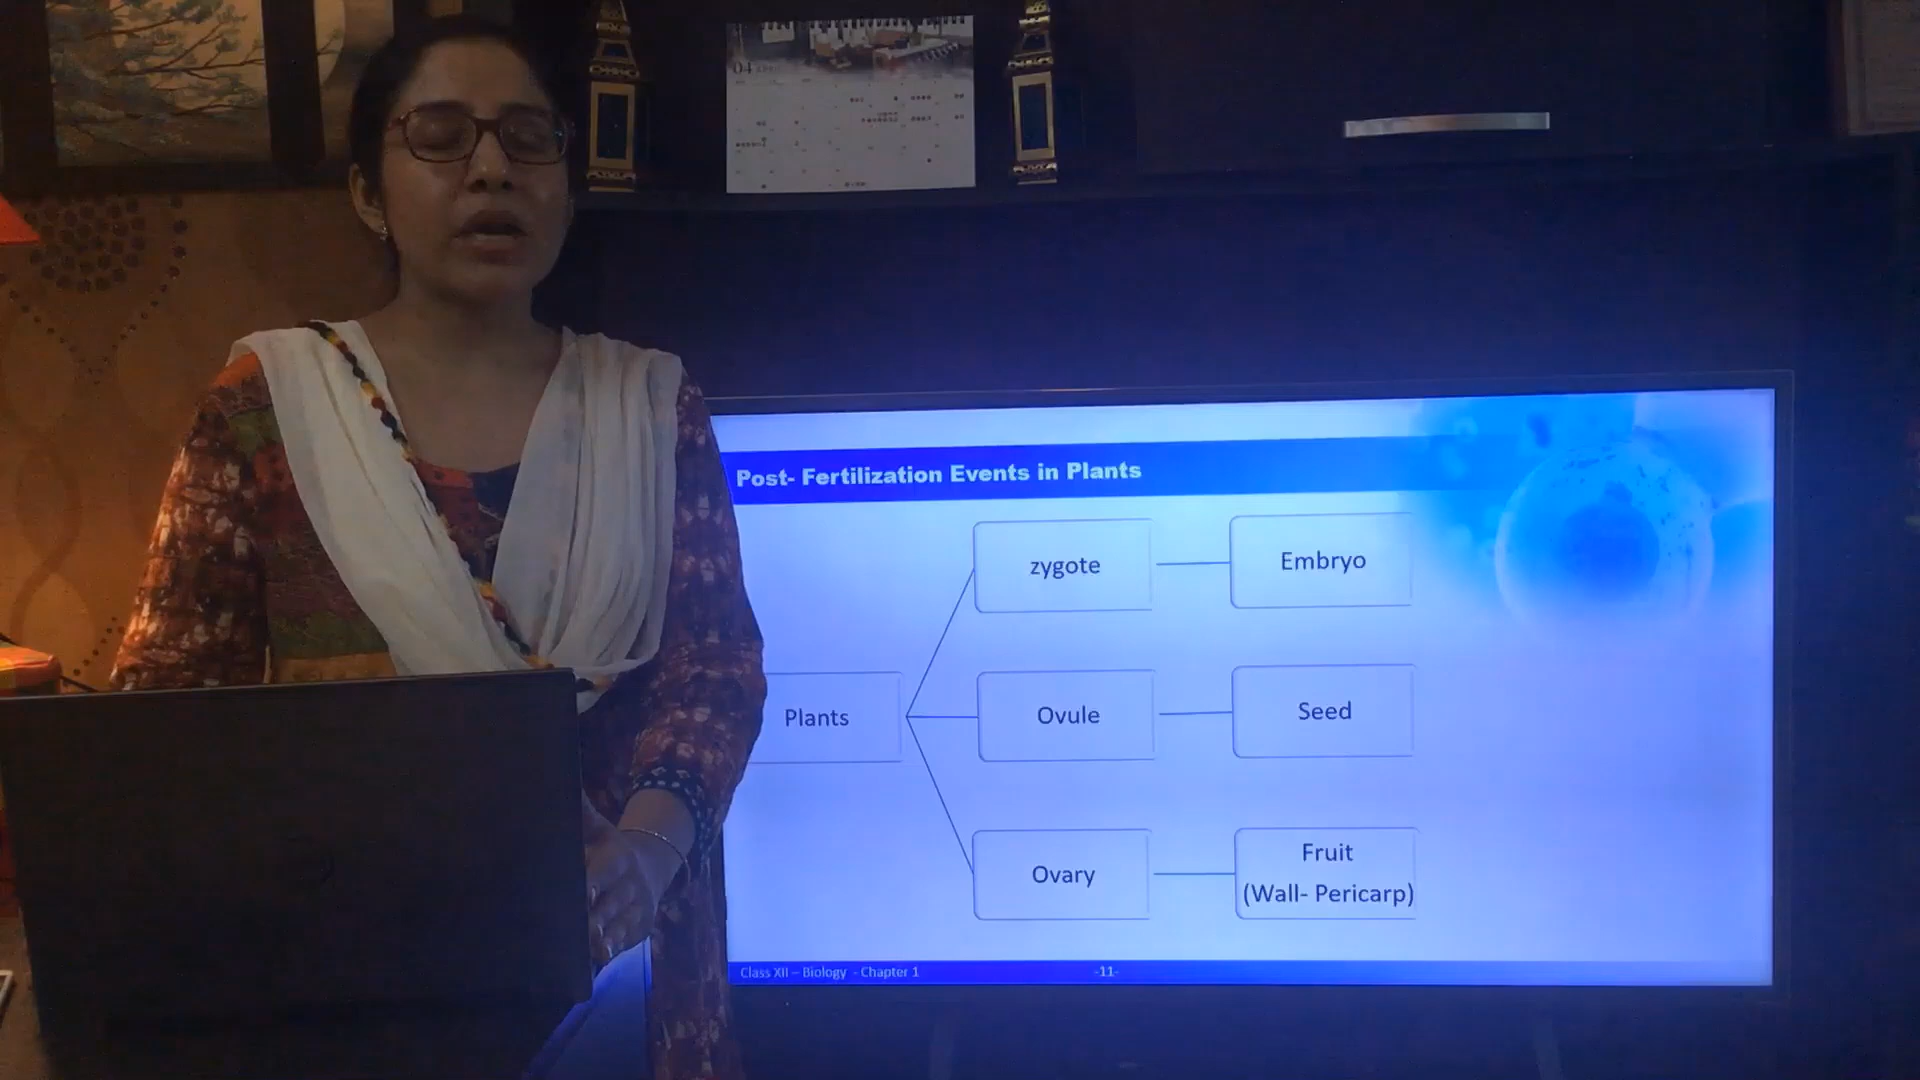 04
Post- Fertilization Events in Plants
zygote
Embryo
Plants
Ovule
Seed
Ovary
Fruit
(Wall- Pericarp)
Class XII – Biology - Chapter 1
-11-